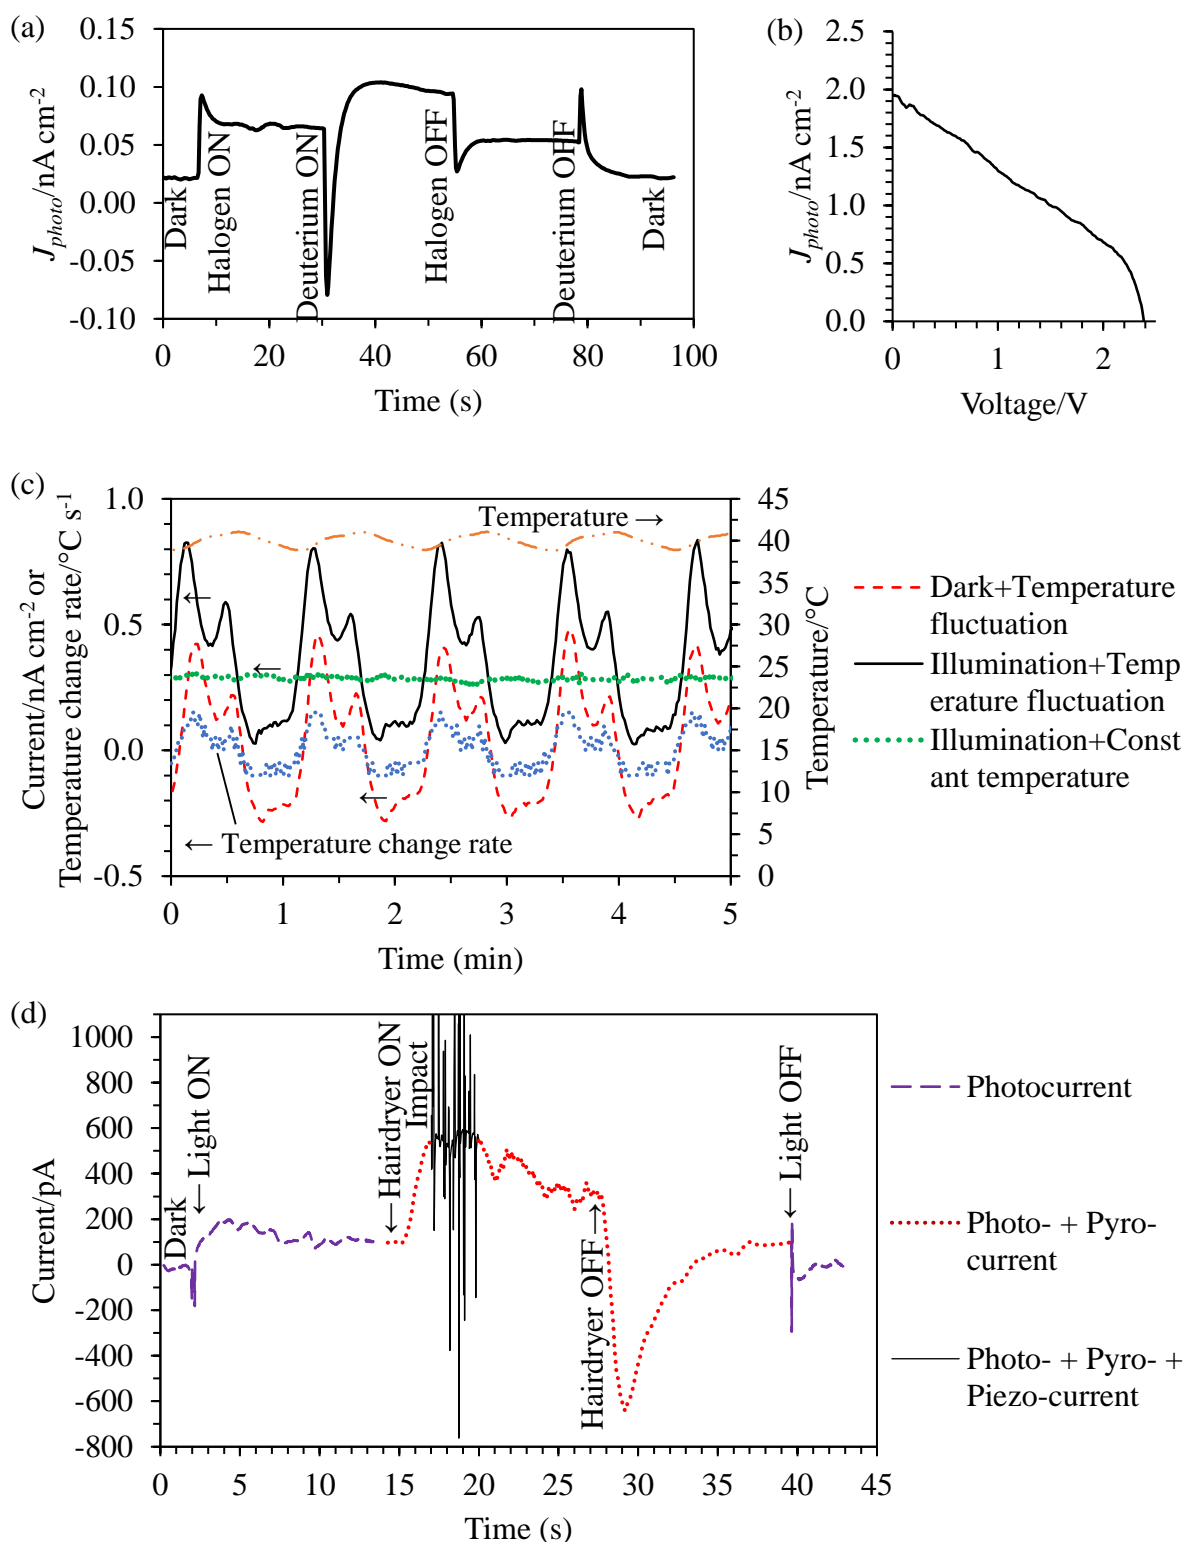 (a)
0.15
0.10
0.05
0.00
-0.05
-0.10
J_photo/nA cm⁻²
Dark
Halogen ON
Deuterium ON
Halogen OFF
Deuterium OFF
Dark
0 20 40 60 80 100
Time (s)
(b)
2.5
2.0
1.5
1.0
0.5
0.0
J_photo/nA cm⁻²
0 1 2
Voltage/V
(c)
1.0
0.5
0.0
-0.5
Current/nA cm⁻² or
Temperature change rate/°C s⁻¹
Temperature →
←
←
←
← Temperature change rate
45
40
35
30
25
20
15
10
5
0
Temperature/°C
0 1 2 3 4 5
Time (min)
Dark+Temperature
fluctuation
Illumination+Temp
erature fluctuation
Illumination+Const
ant temperature
(d)
1000
800
600
400
200
0
-200
-400
-600
-800
Current/pA
Dark
← Light ON
← Hairdryer ON
Impact
Hairdryer OFF →
← Light OFF
0 5 10 15 20 25 30 35 40 45
Time (s)
Photocurrent
Photo- + Pyro-
current
Photo- + Pyro- +
Piezo-current